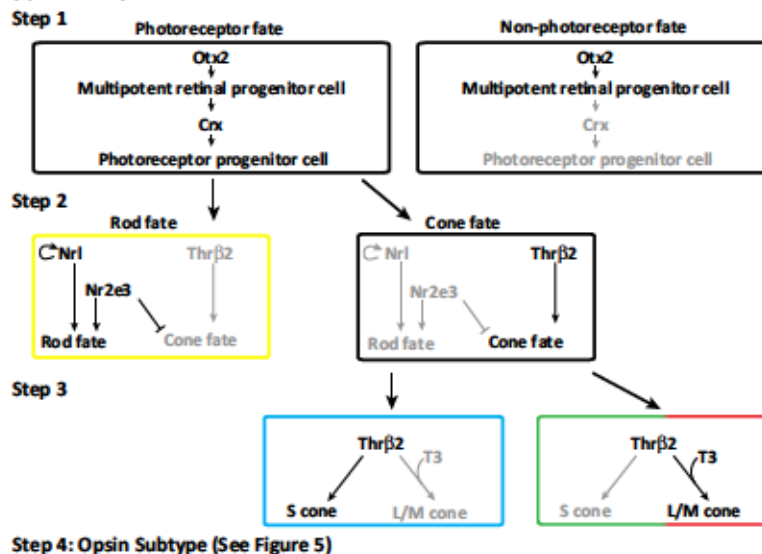 Step 1
Photoreceptor fate
Non-photoreceptor fate
Otx2
Multipotent retinal progenitor cell
Crx
Photoreceptor progenitor cell
Otx2
Multipotent retinal progenitor cell
Crx
Photoreceptor progenitor cell
Step 2
Rod fate
Cone fate
Nrl
Thrβ2
Nr2e3
Rod fate
Cone fate
Nrl
Thrβ2
Nr2e3
Rod fate
Cone fate
Step 3
Thrβ2
T3
S cone
L/M cone
Thrβ2
T3
S cone
L/M cone
Step 4: Opsin Subtype (See Figure 5)